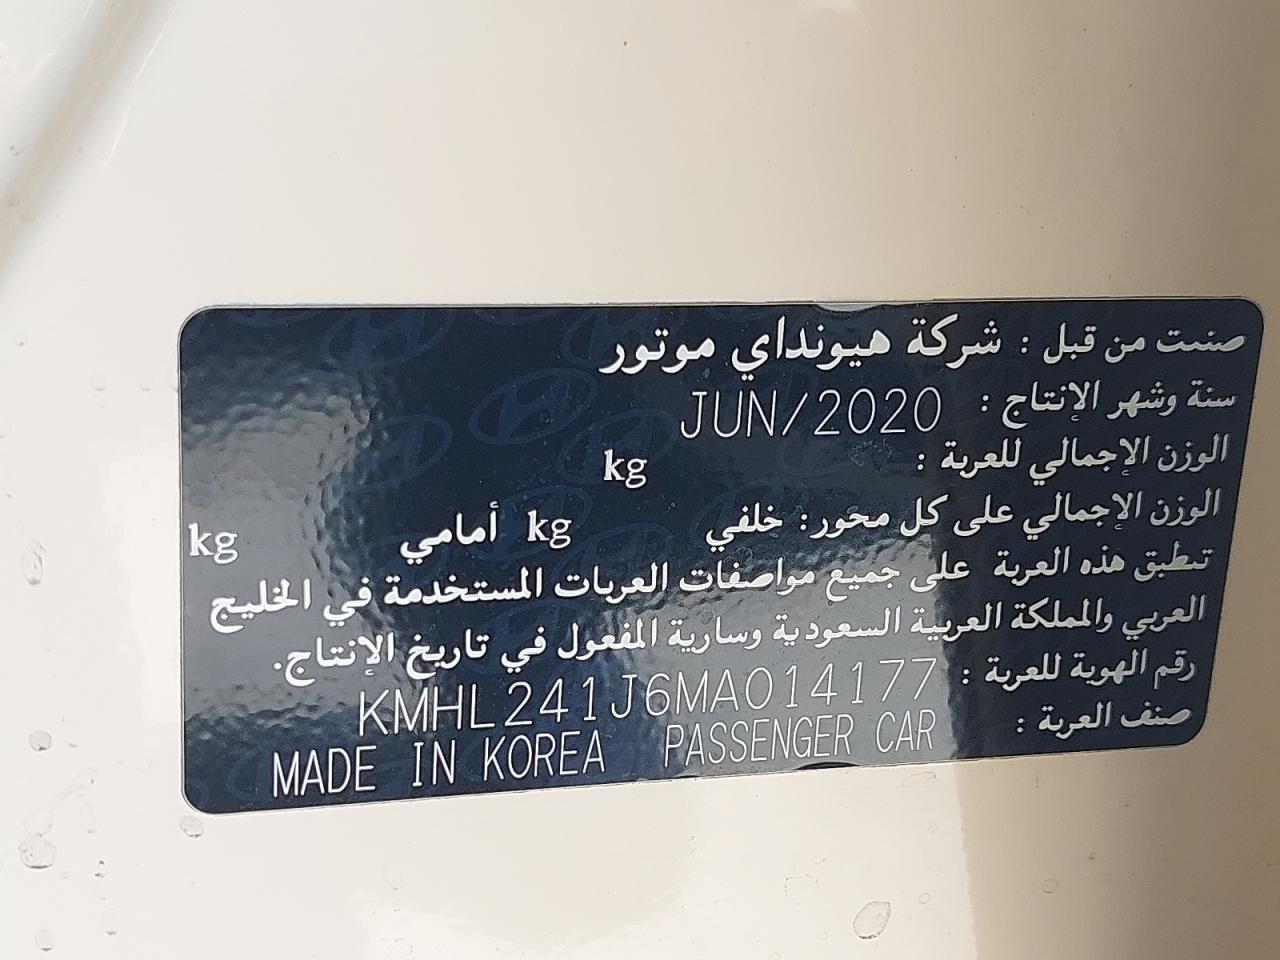 صنعت من قبل : شركة هيونداي موتور
سنة وشهر الإنتاج : JUN/2020
الوزن الإجمالي للعربة : kg
الوزن الإجمالي على كل محور: خلفي kg أمامي kg
تنطبق هذه العربة على جميع مواصفات العربات المستخدمة في الخليج
العربي والمملكة العربية السعودية وسارية المفعول في تاريخ الإنتاج.
رقم الهوية للعربة : KMHL241J6MA014177
صنف العربة : PASSENGER CAR MADE IN KOREA